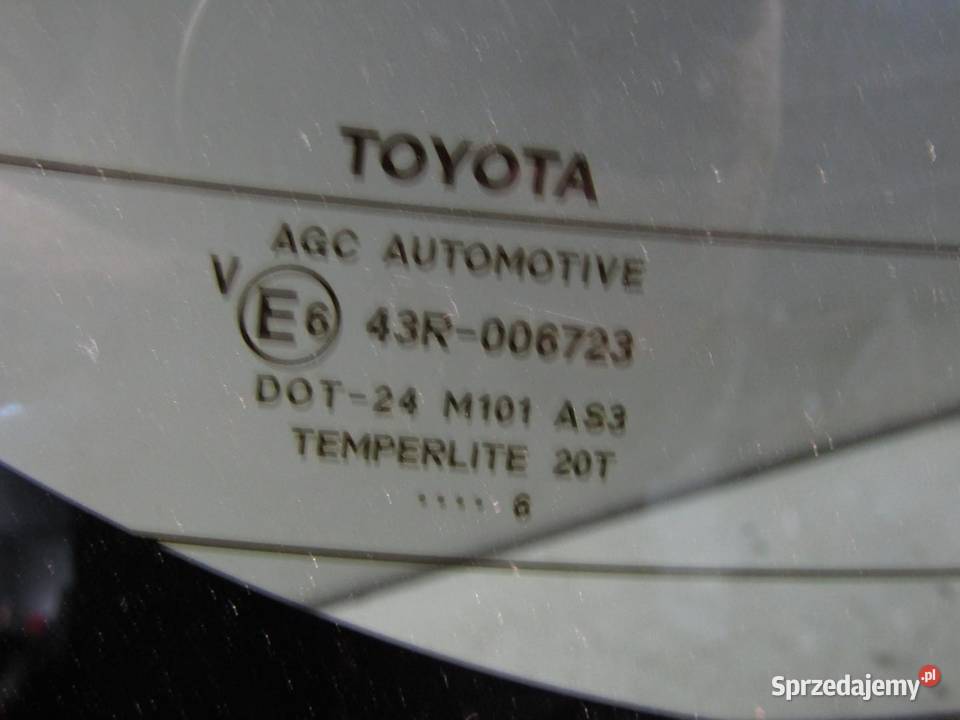 TOYOTA
AGC AUTOMOTIVE
V E6 43R-006723
DOT-24 M101 AS3
TEMPERLITE 20T
···· 6
Sprzedajemy.pl